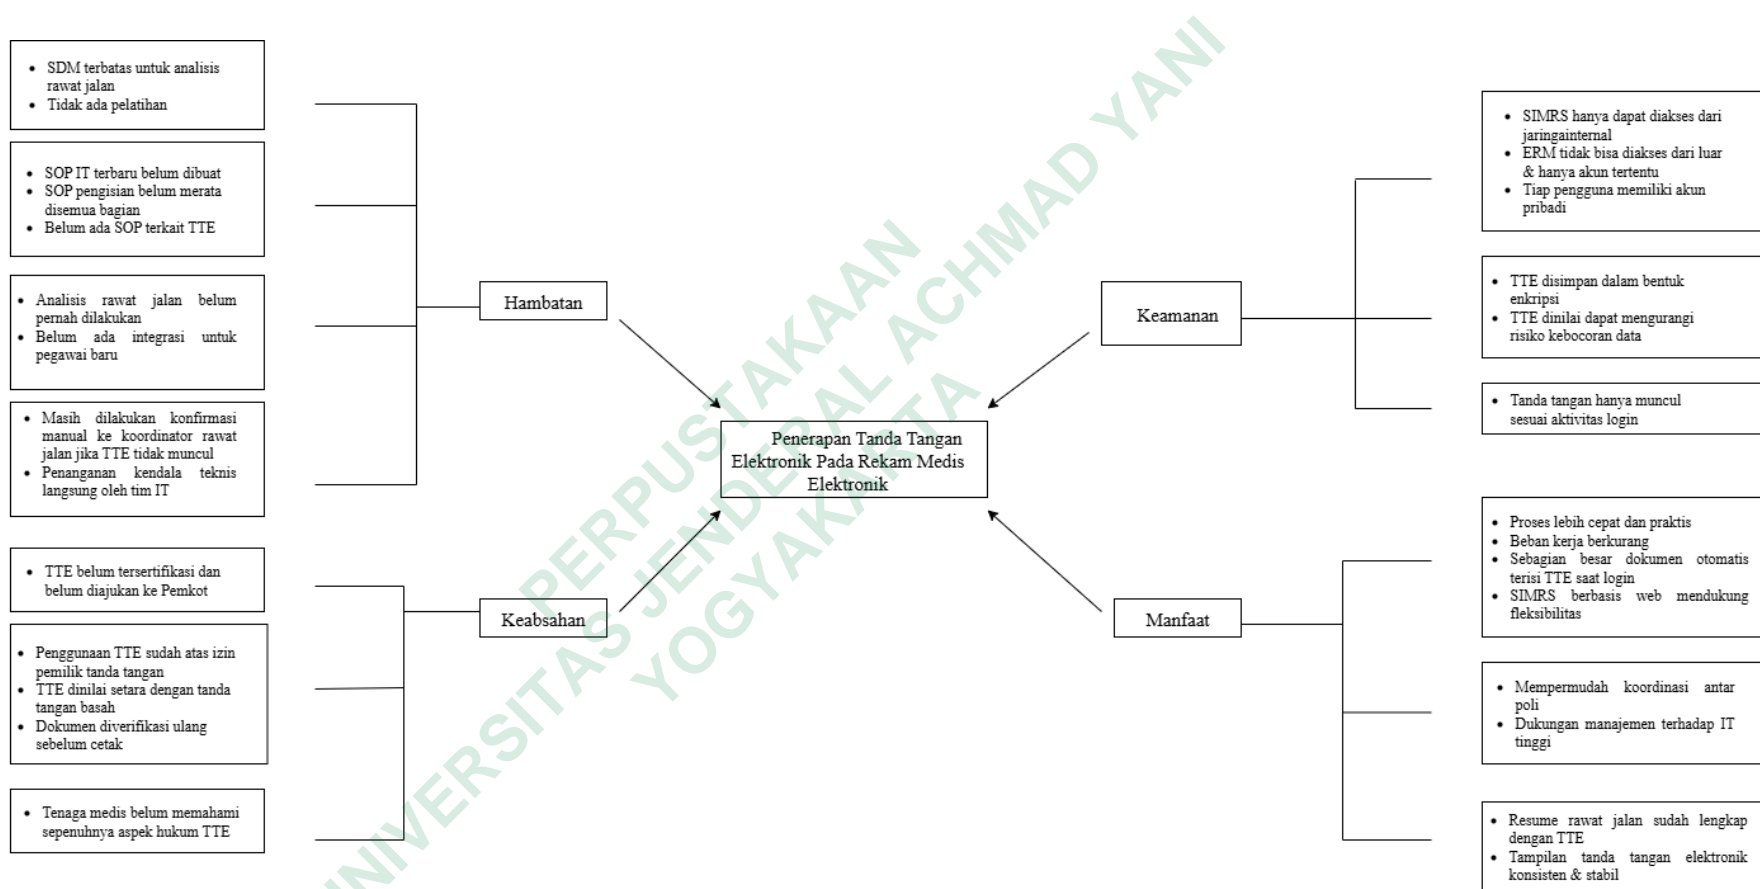 • SDM terbatas untuk analisis
rawat jalan
• Tidak ada pelatihan
• SOP IT terbaru belum dibuat
• SOP pengisian belum merata
disemua bagian
• Belum ada SOP terkait TTE
• Analisis rawat jalan belum
pernah dilakukan
• Belum ada integrasi untuk
pegawai baru
• Masih dilakukan konfirmasi
manual ke koordinator rawat
jalan jika TTE tidak muncul
• Penanganan kendala teknis
langsung oleh tim IT
Hambatan
• TTE belum tersertifikasi dan
belum diajukan ke Pemkot
• Penggunaan TTE sudah atas izin
pemilik tanda tangan
• TTE dinilai setara dengan tanda
tangan basah
• Dokumen diverifikasi ulang
sebelum cetak
• Tenaga medis belum memahami
sepenuhnya aspek hukum TTE
Keabsahan
Penerapan Tanda Tangan
Elektronik Pada Rekam Medis
Elektronik
Keamanan
• SIMRS hanya dapat diakses dari
jaringainternal
• ERM tidak bisa diakses dari luar
& hanya akun tertentu
• Tiap pengguna memiliki akun
pribadi
• TTE disimpan dalam bentuk
enkripsi
• TTE dinilai dapat mengurangi
risiko kebocoran data
• Tanda tangan hanya muncul
sesuai aktivitas login
Manfaat
• Proses lebih cepat dan praktis
• Beban kerja berkurang
• Sebagian besar dokumen otomatis
terisi TTE saat login
• SIMRS berbasis web mendukung
fleksibilitas
• Mempermudah koordinasi antar
poli
• Dukungan manajemen terhadap IT
tinggi
• Resume rawat jalan sudah lengkap
dengan TTE
• Tampilan tanda tangan elektronik
konsisten & stabil
PERPUSTAKAAN
UNIVERSITAS JENDERAL ACHMAD YANI
YOGYAKARTA